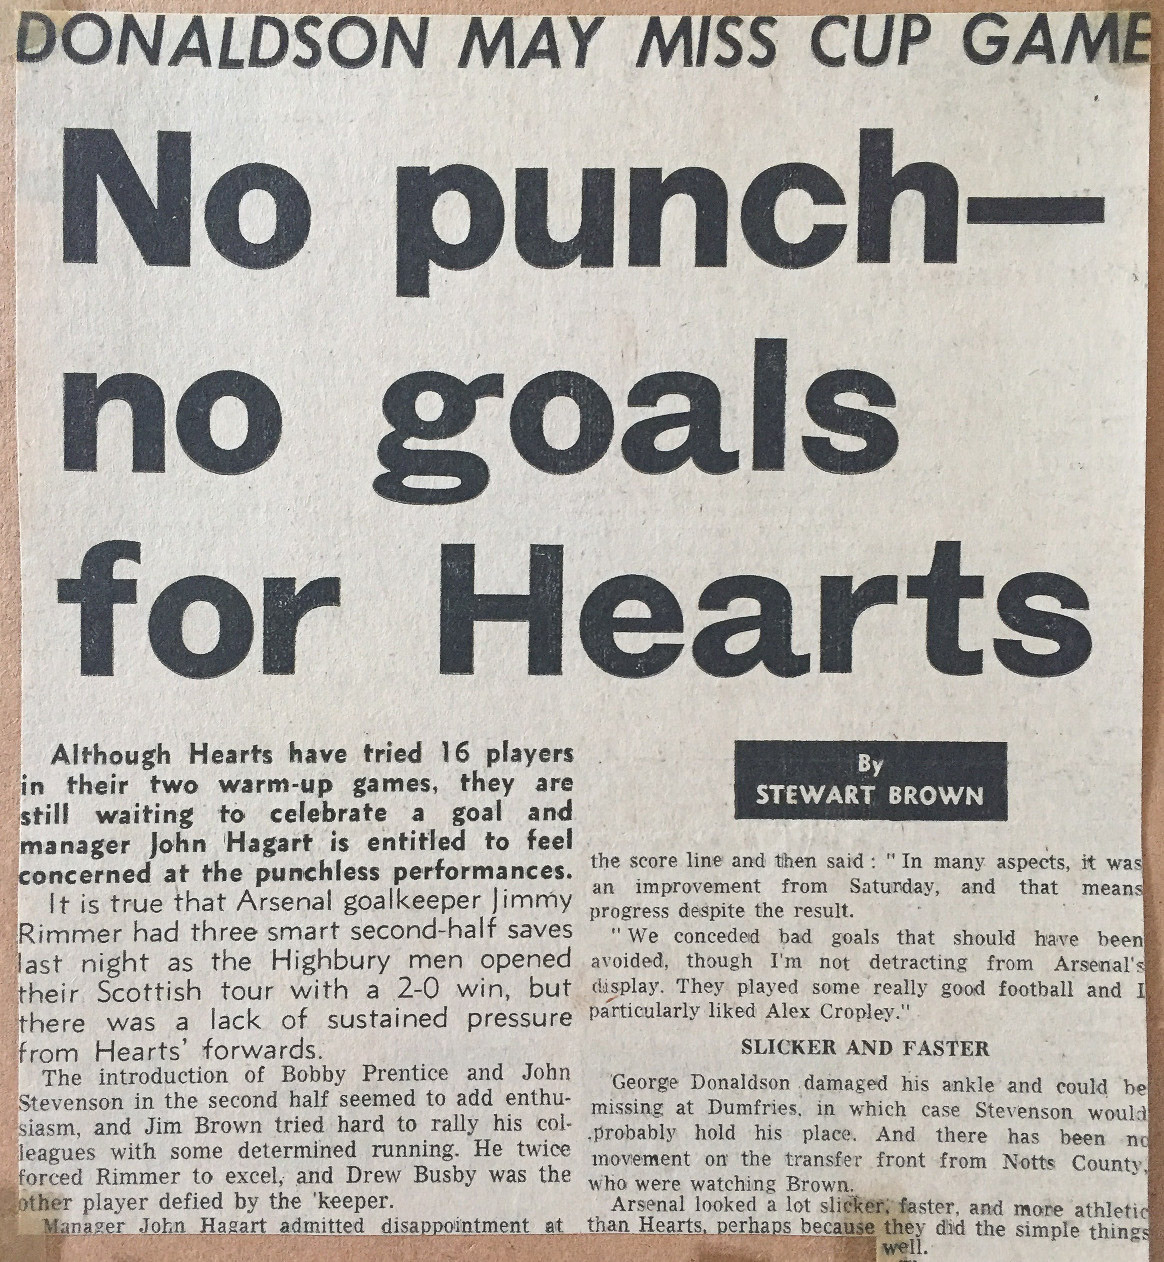 DONALDSON MAY MISS CUP GAME
No punch—
no goals
for Hearts
Although Hearts have tried 16 players
in their two warm-up games, they are
still waiting to celebrate a goal and
manager John Hagart is entitled to feel
concerned at the punchless performances.
It is true that Arsenal goalkeeper Jimmy
Rimmer had three smart second-half saves
last night as the Highbury men opened
their Scottish tour with a 2-0 win, but
there was a lack of sustained pressure
from Hearts' forwards.
The introduction of Bobby Prentice and John
Stevenson in the second half seemed to add enthu-
siasm, and Jim Brown tried hard to rally his col-
leagues with some determined running. He twice
forced Rimmer to excel, and Drew Busby was the
other player defied by the 'keeper.
Manager John Hagart admitted disappointment at
By
STEWART BROWN
the score line and then said : " In many aspects, it was
an improvement from Saturday, and that means
progress despite the result.
" We conceded bad goals that should have been
avoided, though I'm not detracting from Arsenal's
display. They played some really good football and I
particularly liked Alex Cropley."
SLICKER AND FASTER
George Donaldson damaged his ankle and could be
missing at Dumfries, in which case Stevenson would
probably hold his place. And there has been no
movement on the transfer front from Notts County,
who were watching Brown.
Arsenal looked a lot slicker, faster, and more athletic
than Hearts, perhaps because they did the simple things
well.